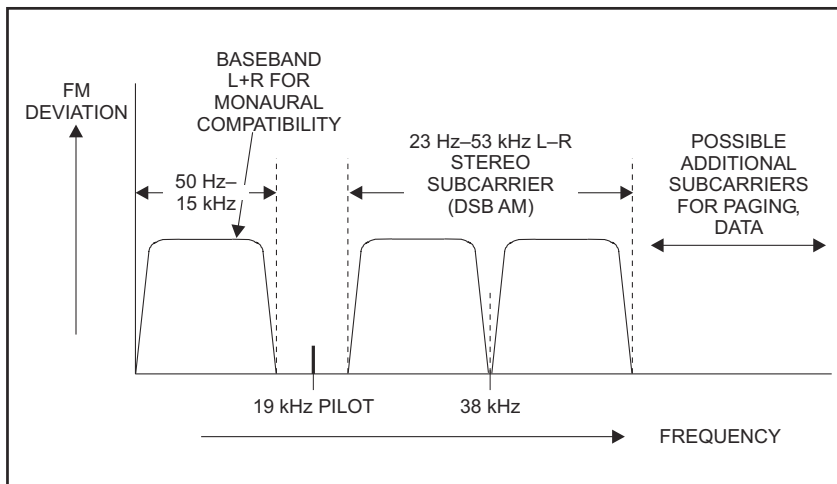 BASEBAND
L+R FOR
MONAURAL
COMPATIBILITY
FM
DEVIATION
50 Hz–
15 kHz
23 Hz–53 kHz L–R
STEREO
SUBCARRIER
(DSB AM)
POSSIBLE
ADDITIONAL
SUBCARRIERS
FOR PAGING,
DATA
19 kHz PILOT
38 kHz
FREQUENCY